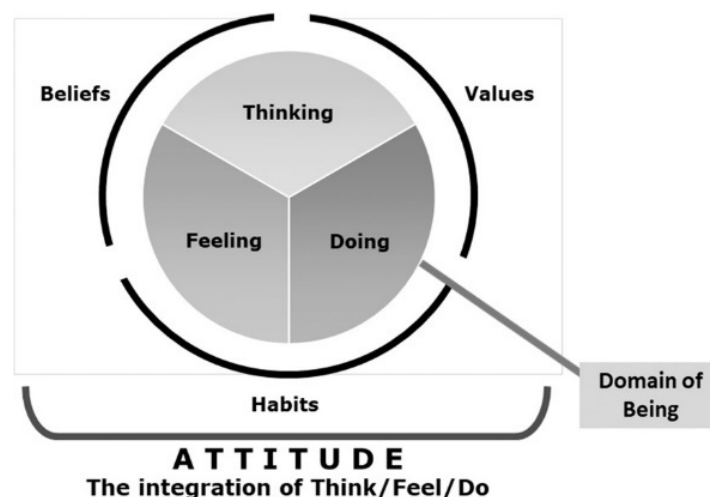 Beliefs
Values
Thinking
Feeling
Doing
Habits
Domain of
Being
ATTITUDE
The integration of Think/Feel/Do